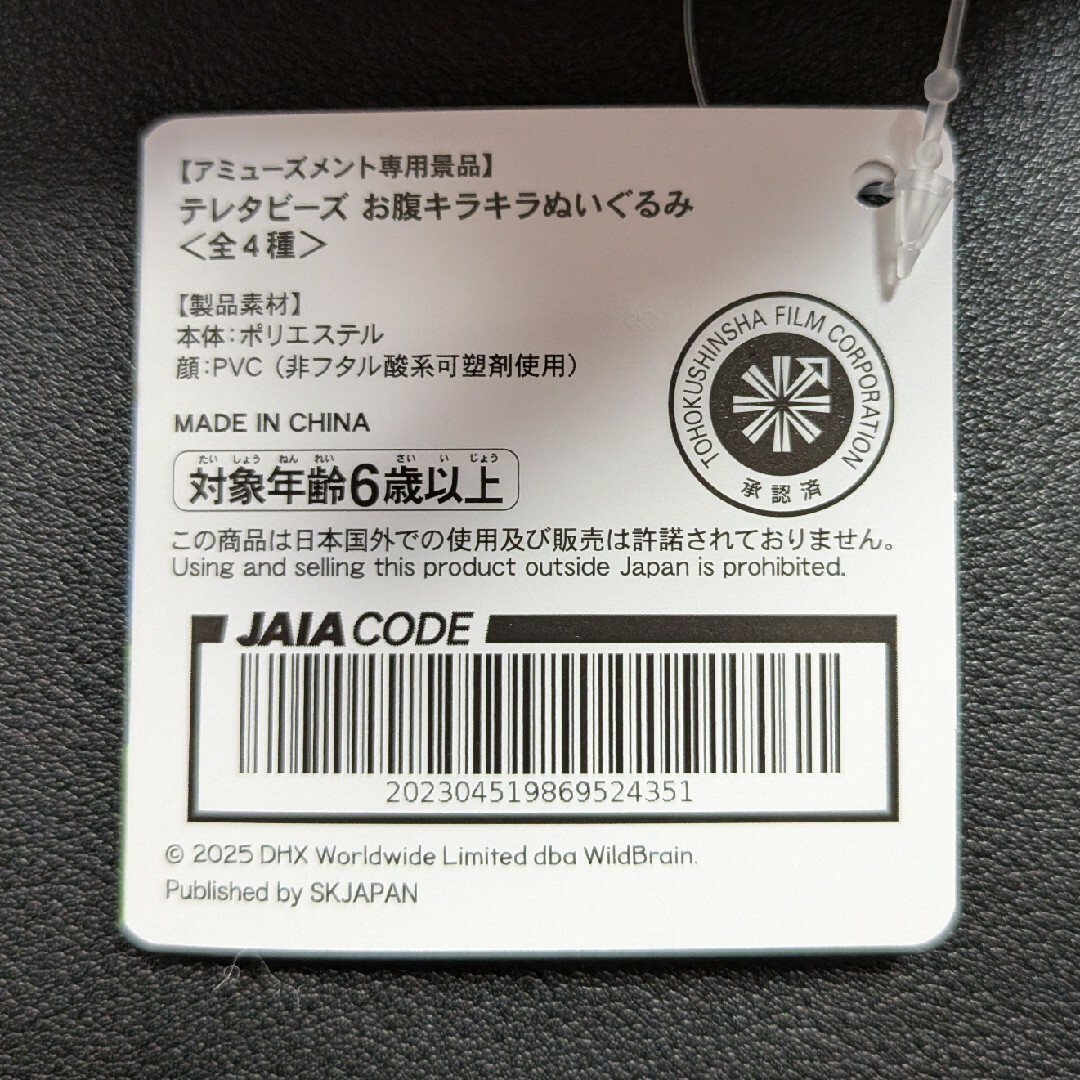 【アミューズメント専用景品】
テレタビーズ お腹キラキラぬいぐるみ
＜全４種＞
【製品素材】
本体：ポリエステル
顔：PVC（非フタル酸系可塑剤使用）
MADE IN CHINA
TOHOKUSHINSHA FILM CORPORATION
承認済
たい しょう ねん れい さい い じょう
対象年齢6歳以上
この商品は日本国外での使用及び販売は許諾されておりません。
Using and selling this product outside Japan is prohibited.
JAIA CODE
202304519869524351
© 2025 DHX Worldwide Limited dba WildBrain.
Published by SKJAPAN